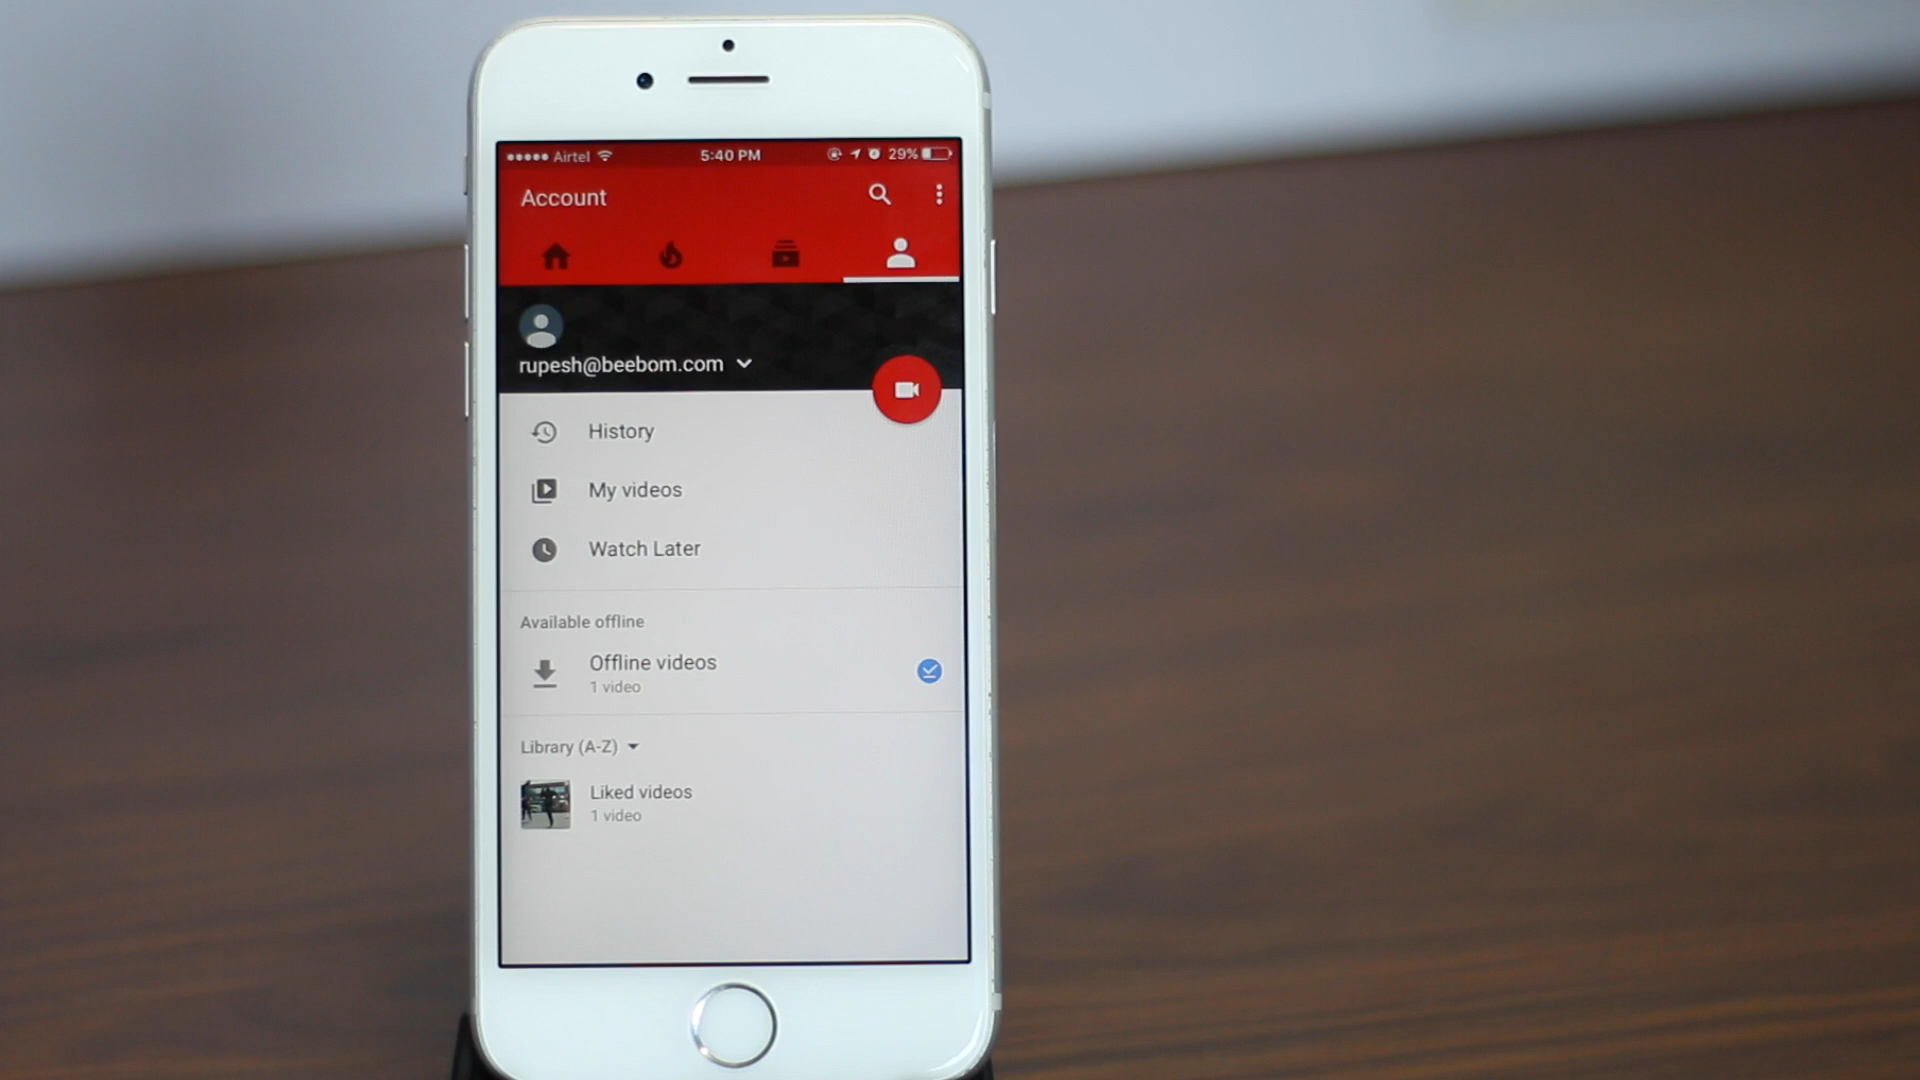 Airtel 5:40 PM 29%
Account
rupesh@beebom.com
History
My videos
Watch Later
Available offline
Offline videos
1 video
Library (A-Z)
Liked videos
1 video